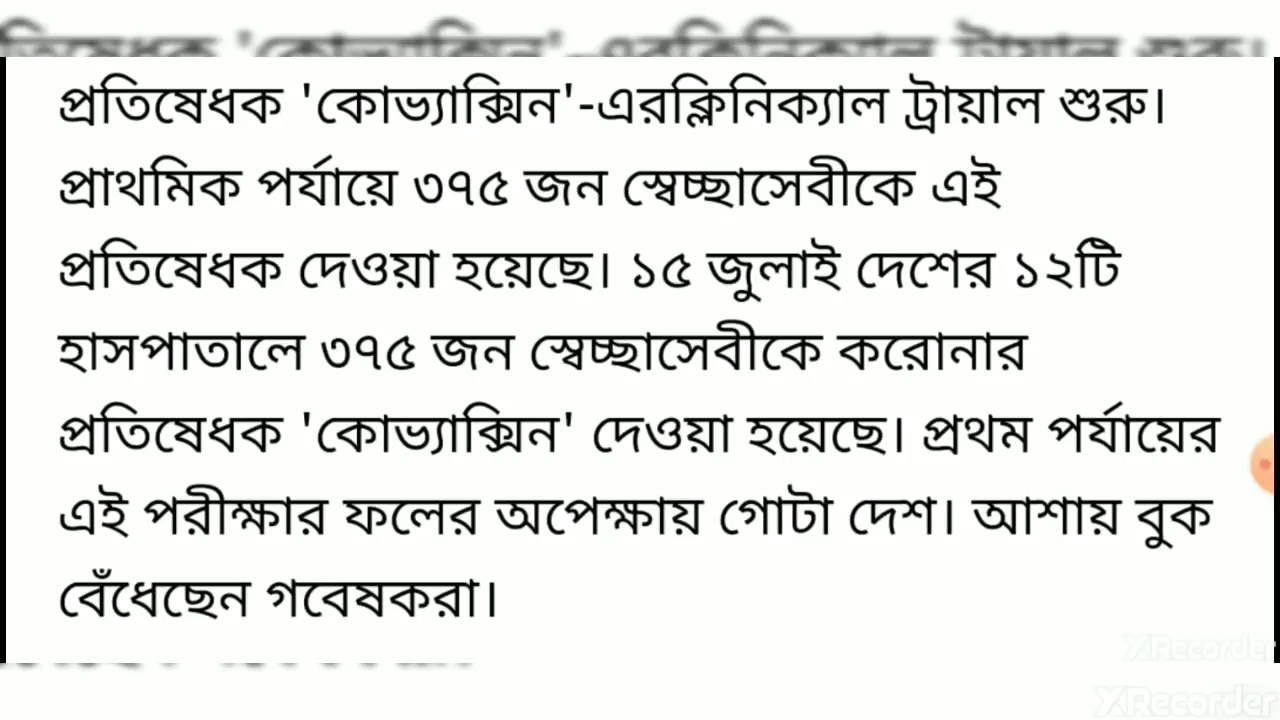 প্রতিষেধক 'কোভ্যাক্সিন'-এরক্লিনিক্যাল ট্রায়াল শুরু।
প্রাথমিক পর্যায়ে ৩৭৫ জন স্বেচ্ছাসেবীকে এই
প্রতিষেধক দেওয়া হয়েছে। ১৫ জুলাই দেশের ১২টি
হাসপাতালে ৩৭৫ জন স্বেচ্ছাসেবীকে করোনার
প্রতিষেধক 'কোভ্যাক্সিন' দেওয়া হয়েছে। প্রথম পর্যায়ের
এই পরীক্ষার ফলের অপেক্ষায় গোটা দেশ। আশায় বুক
বেঁধেছেন গবেষকরা।
XRecorder
XRecorder